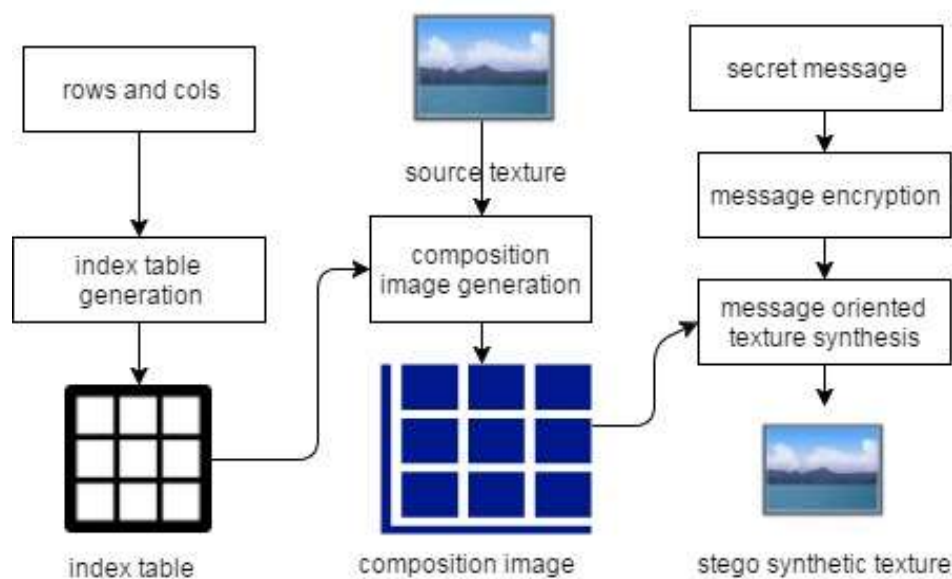 rows and cols
index table
generation
index table
source texture
composition
image generation
composition image
secret message
message encryption
message oriented
texture synthesis
stego synthetic texture